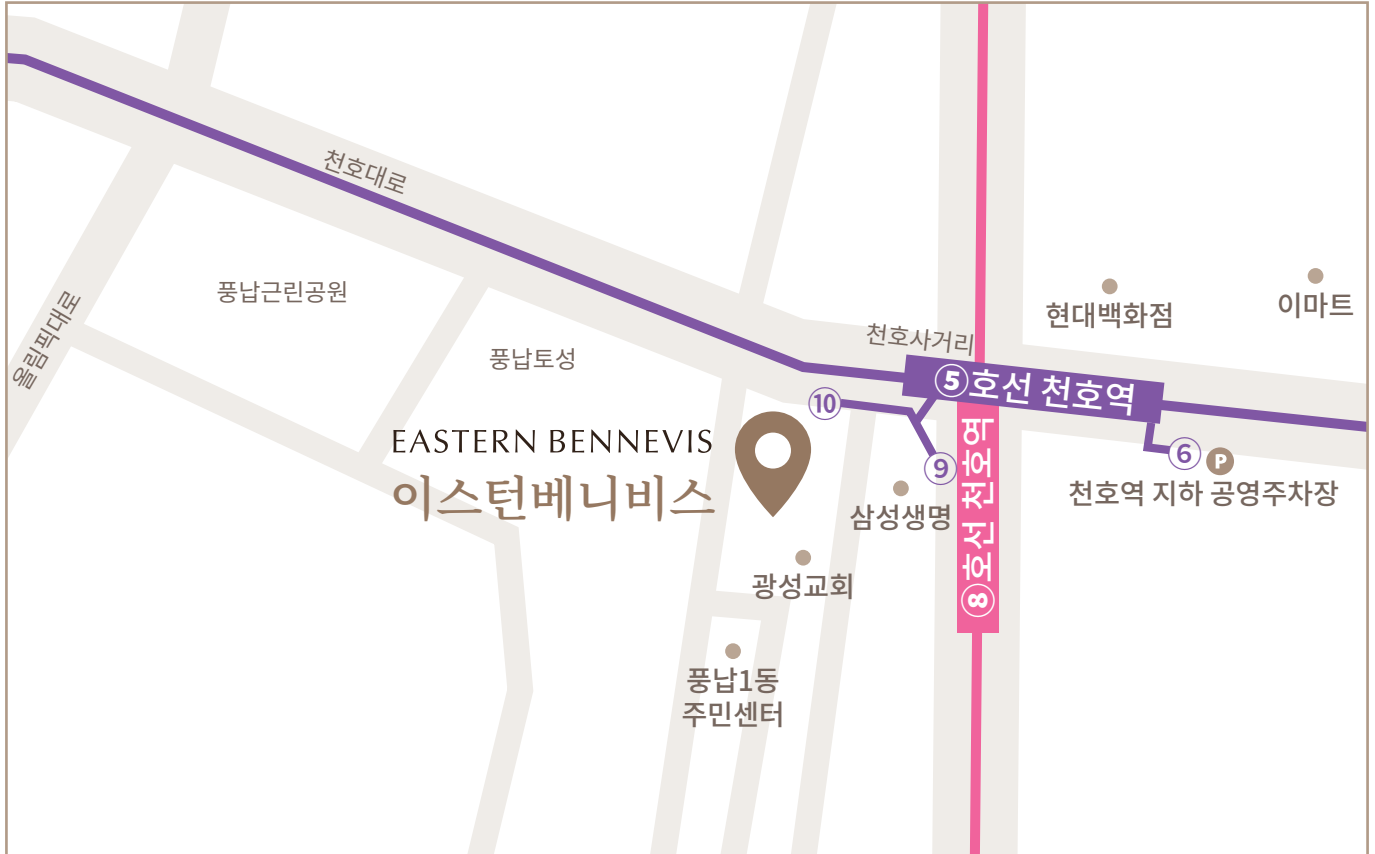 천호대로
올림픽대로
풍납근린공원
풍납토성
천호사거리
현대백화점
이마트
⑤호선 천호역
⑩
⑨
⑥
P
천호역 지하 공영주차장
EASTERN BENNEVIS
이스턴베니비스
⑧호선 천호역
삼성생명
광성교회
풍납1동
주민센터